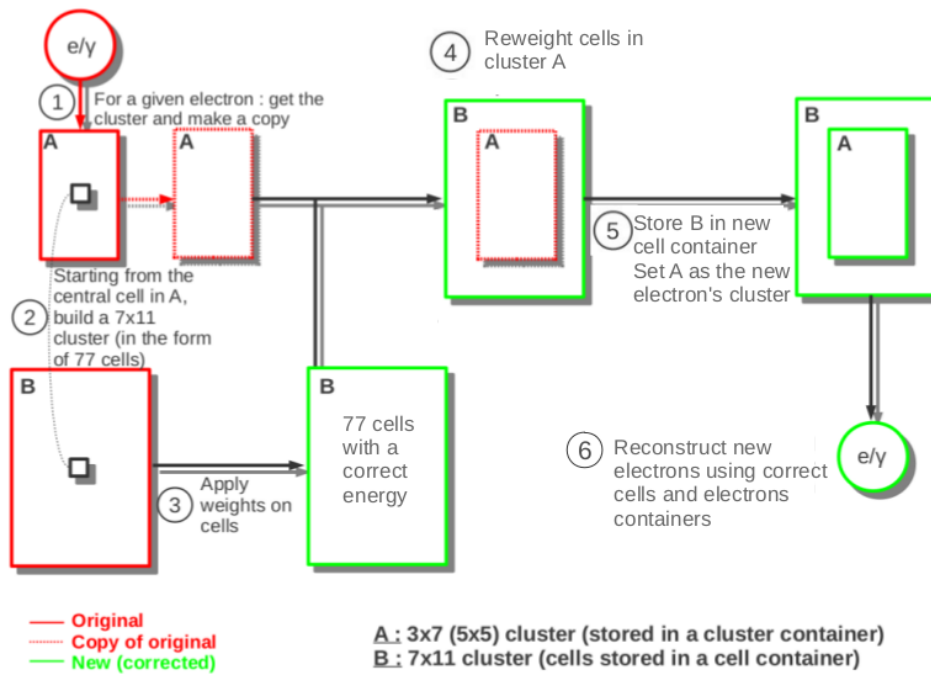 e/γ
1
For a given electron : get the
cluster and make a copy
A
A
Starting from the
central cell in A,
2
build a 7x11
cluster (in the form
of 77 cells)
B
3
Apply
weights on
cells
B
77 cells
with a
correct
energy
4
Reweight cells in
cluster A
B
A
5
Store B in new
cell container
Set A as the new
electron's cluster
B
A
6
Reconstruct new
electrons using correct
cells and electrons
containers
e/γ
Original
Copy of original
New (corrected)
A : 3x7 (5x5) cluster (stored in a cluster container)
B : 7x11 cluster (cells stored in a cell container)